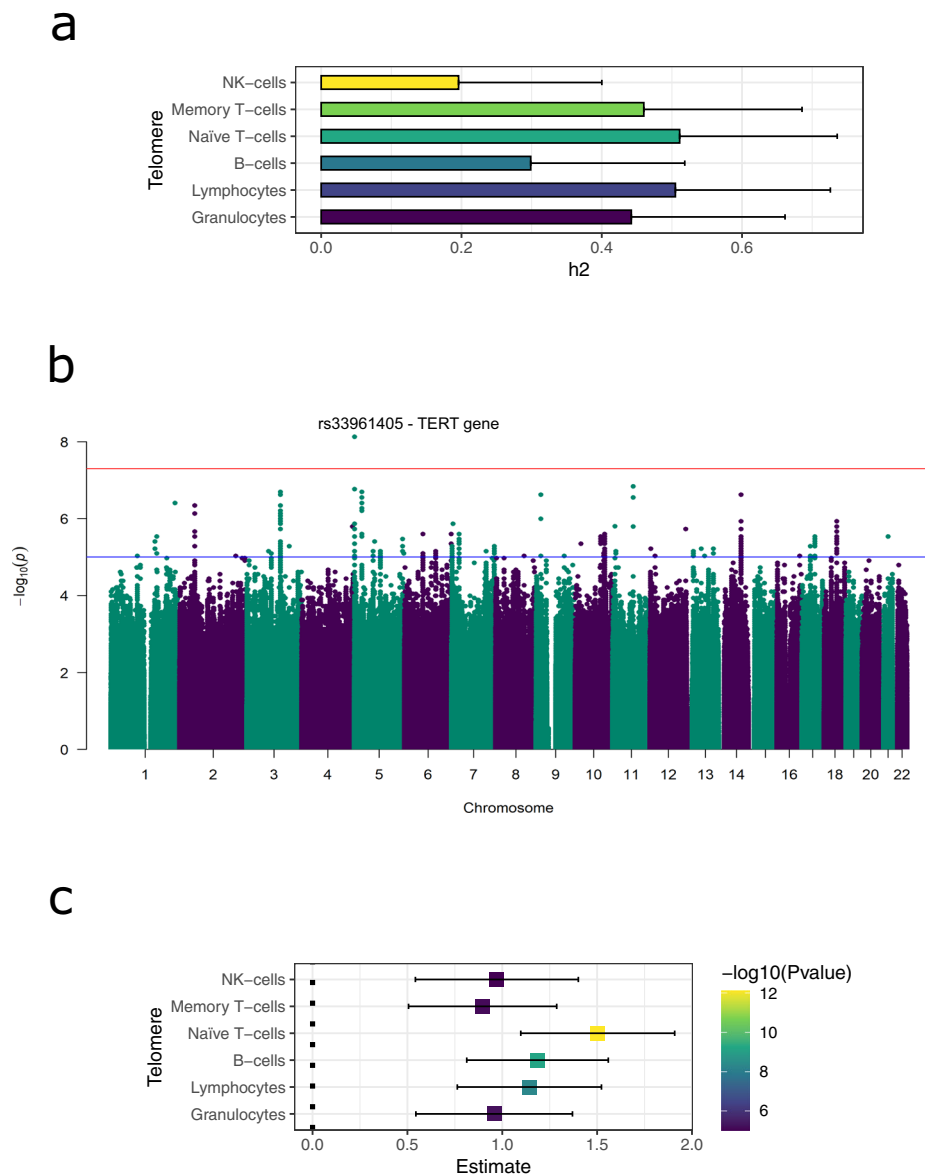 a
Telomere
NK-cells
Memory T-cells
Naïve T-cells
B-cells
Lymphocytes
Granulocytes
0.0 0.2 0.4 0.6
h2
b
rs33961405 - TERT gene
−log10(p)
8
6
4
2
0
1 2 3 4 5 6 7 8 9 10 11 12 13 14 16 18 20 22
Chromosome
c
Telomere
NK-cells
Memory T-cells
Naïve T-cells
B-cells
Lymphocytes
Granulocytes
0.0 0.5 1.0 1.5 2.0
Estimate
−log10(Pvalue)
12
10
8
6